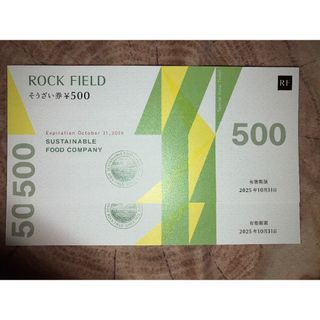 ROCK FIELD
そうざい券 ¥500
RF
Expiration October 31, 2025
SUSTAINABLE
FOOD COMPANY
500
50 500
有効期限
2025年10月31日
有効期限
2025年10月31日